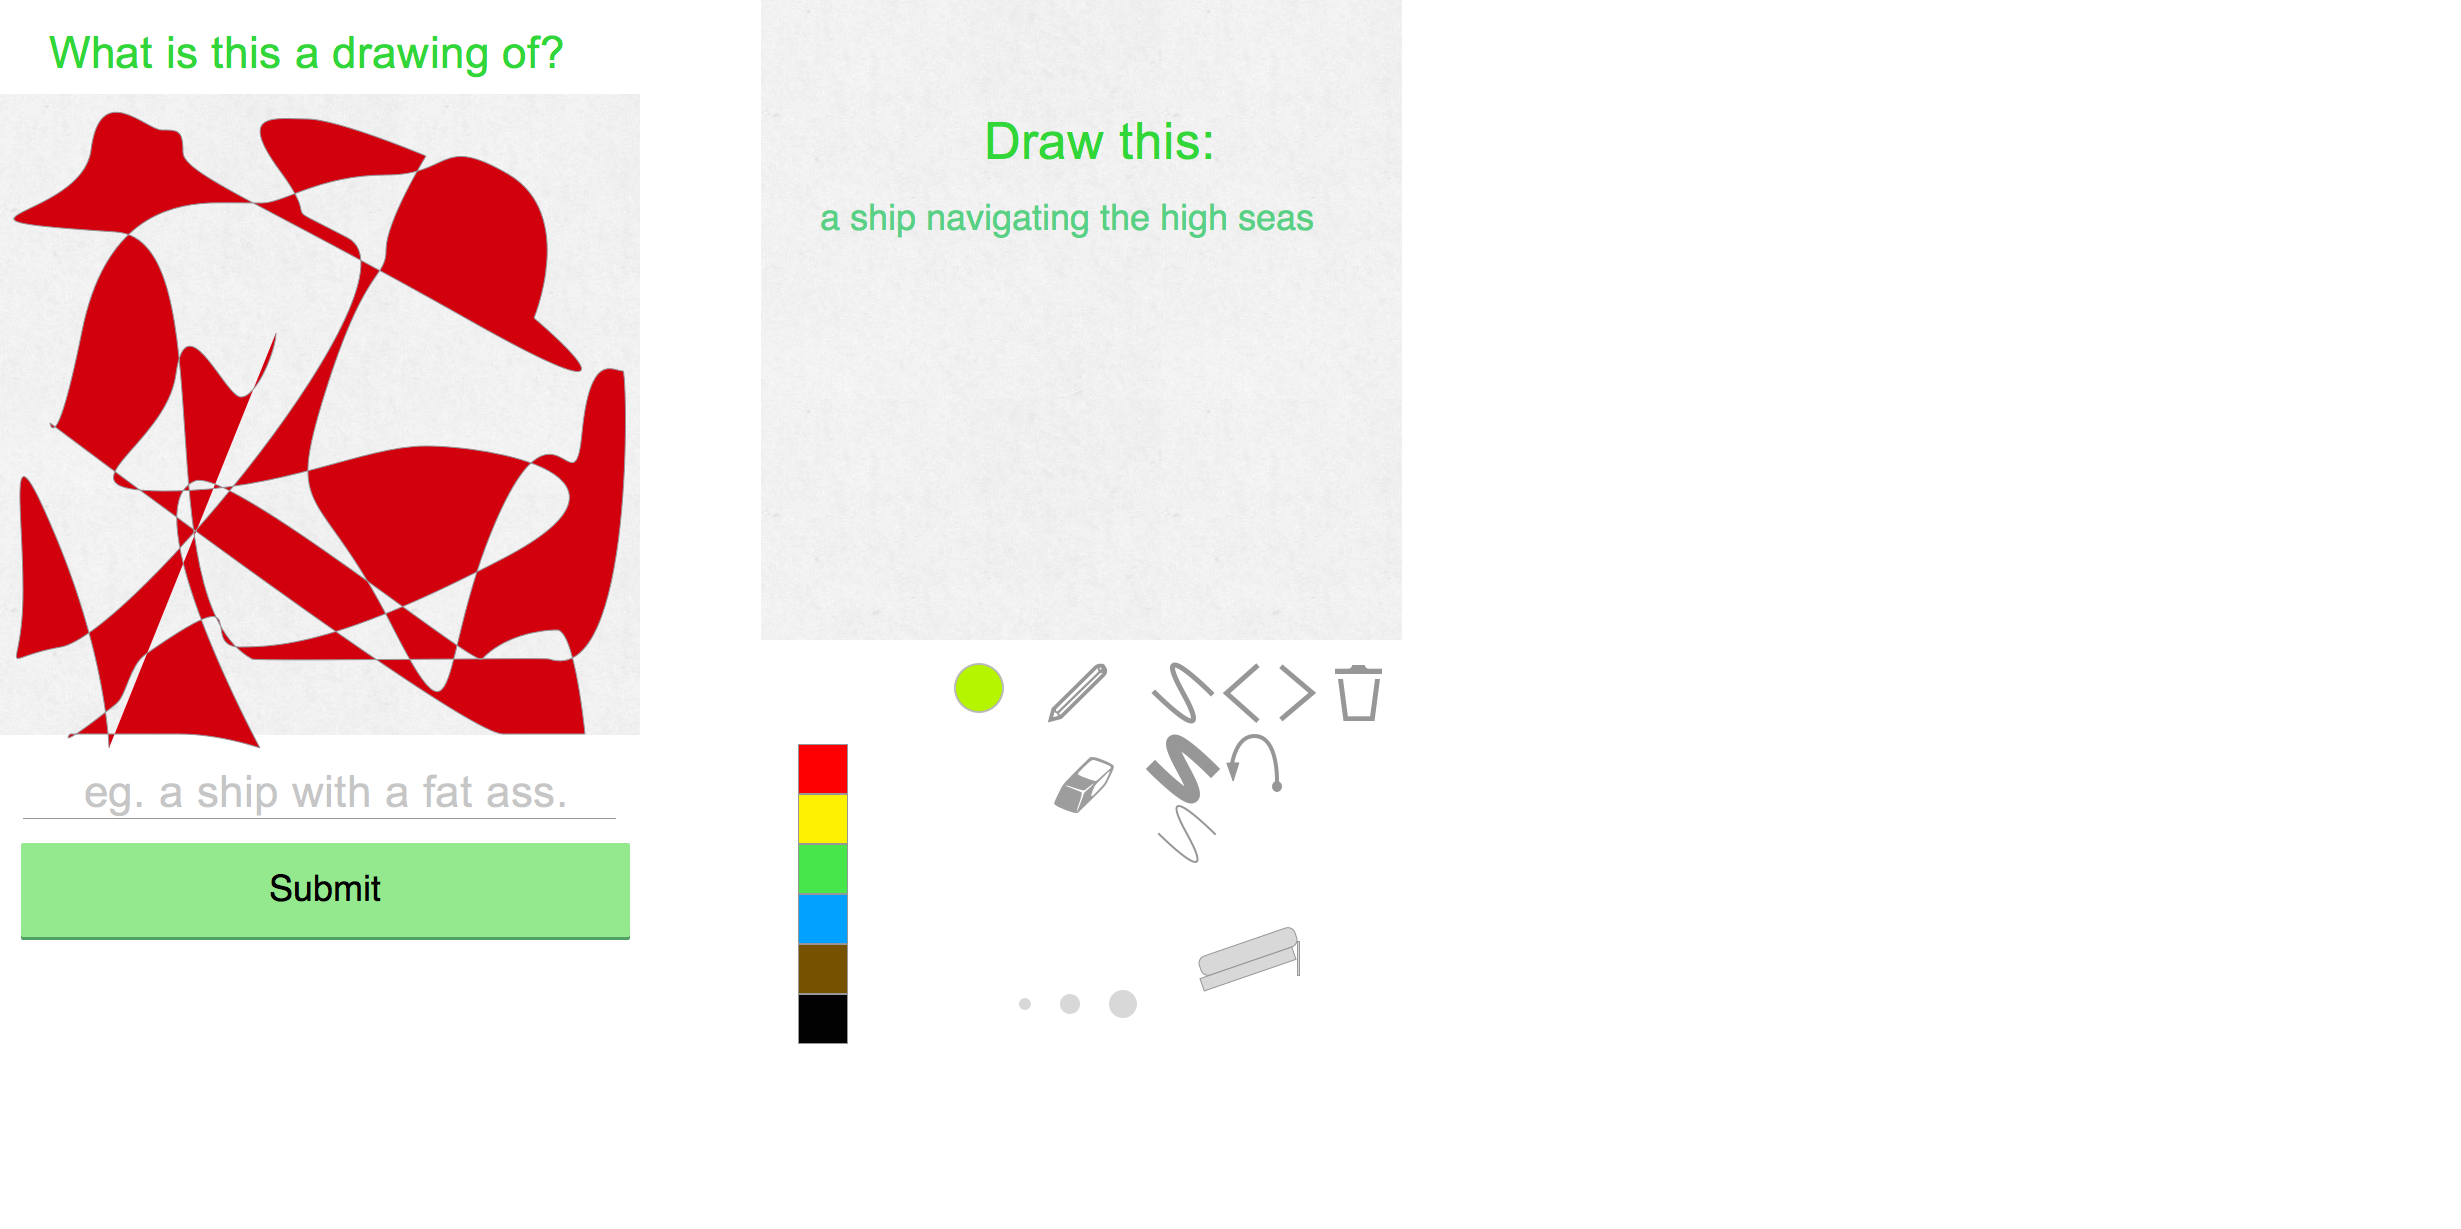 What is this a drawing of?
eg. a ship with a fat ass.
Submit
Draw this:
a ship navigating the high seas